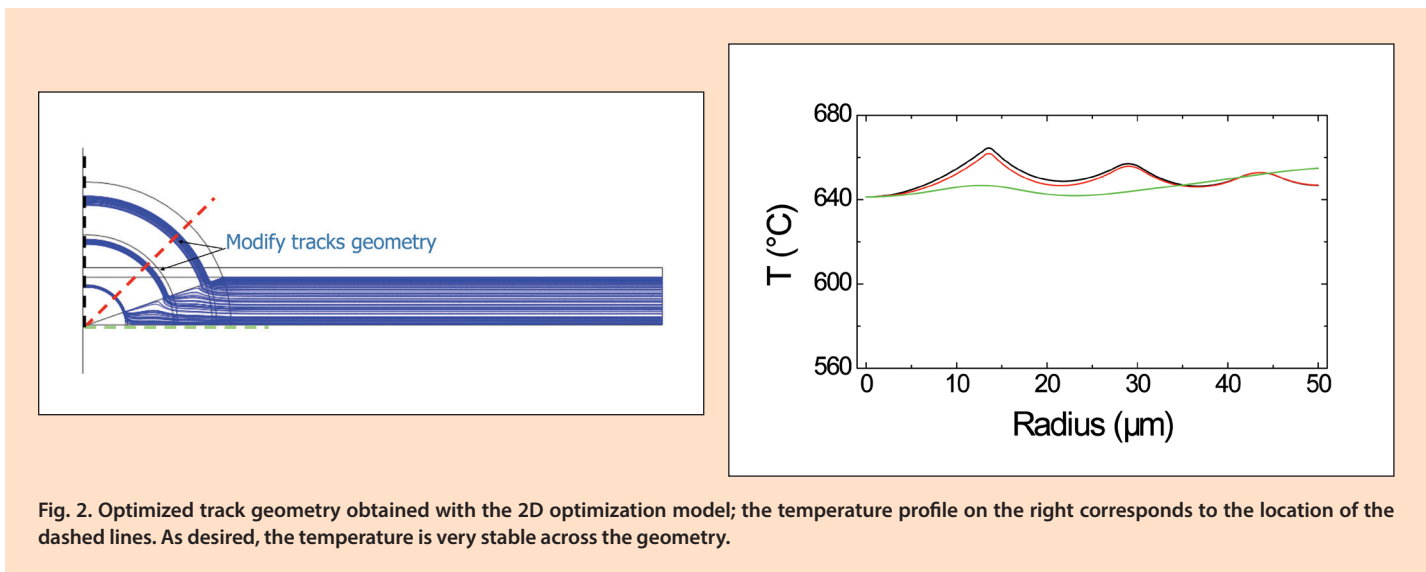 Modify tracks geometry
680
640
600
560
T (°C)
0 10 20 30 40 50
Radius (µm)
Fig. 2. Optimized track geometry obtained with the 2D optimization model; the temperature profile on the right corresponds to the location of the
dashed lines. As desired, the temperature is very stable across the geometry.